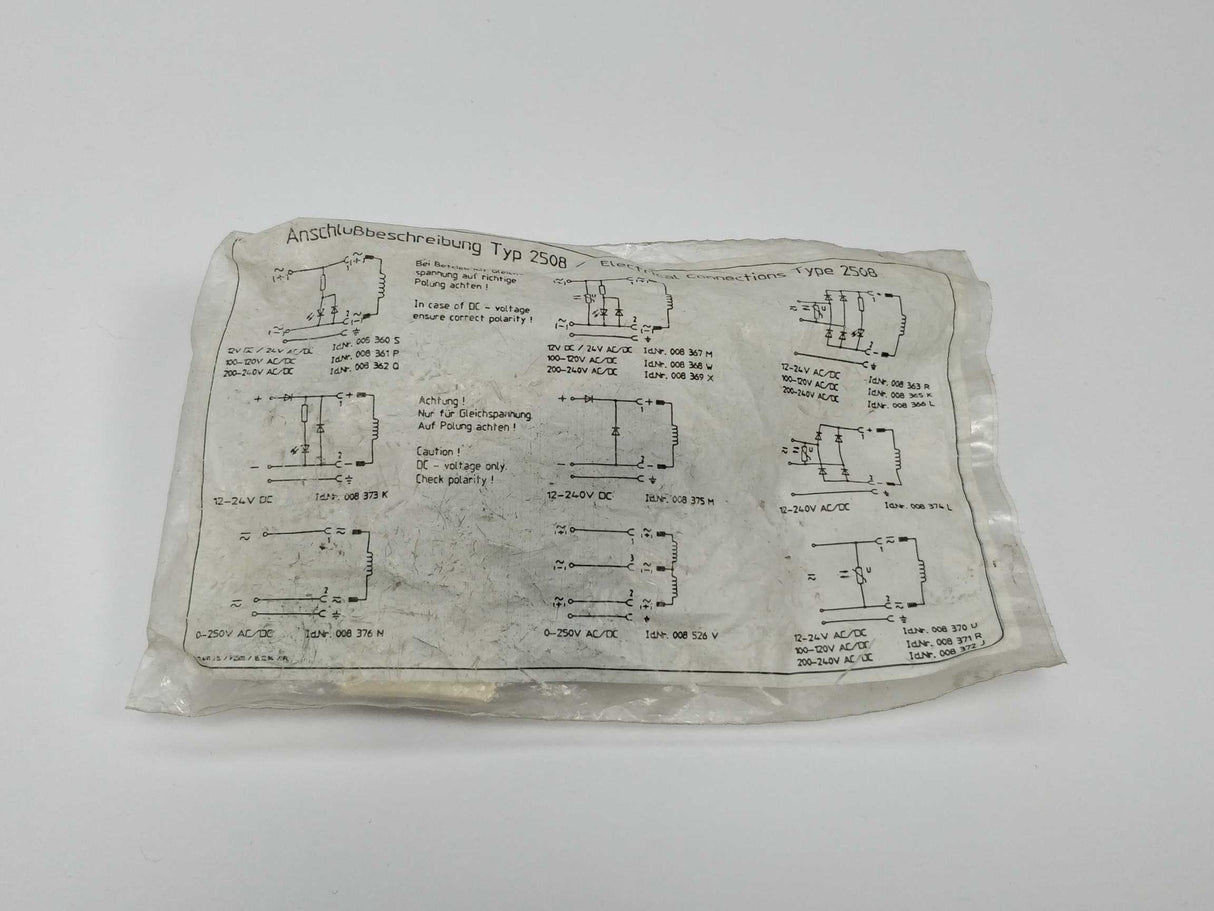 Anschlußbeschreibung Typ 2508 / Electrical connections Type 2508
Bei Betrieb mit Gleich-
spannung auf richtige
Polung achten !
In case of DC - voltage
ensure correct polarity !
12V DC / 24V AC/DC Id.Nr. 008 360 S
100-120V AC/DC Id.Nr. 008 361 P
200-240V AC/DC Id.Nr. 008 362 Q
12V DC / 24V AC/DC Id.Nr. 008 367 M
100-120V AC/DC Id.Nr. 008 368 W
200-240V AC/DC Id.Nr. 008 369 X
12-24V AC/DC Id.Nr. 008 363 R
100-120V AC/DC Id.Nr. 008 365 K
200-240V AC/DC Id.Nr. 008 366 L
Achtung !
Nur für Gleichspannung.
Auf Polung achten !
Caution !
DC - voltage only.
Check polarity !
12-24V DC Id.Nr. 008 373 K
12-240V DC Id.Nr. 008 375 M
12-240V AC/DC Id.Nr. 008 374 L
0-250V AC/DC Id.Nr. 008 376 N
0-250V AC/DC Id.Nr. 008 526 V
12-24V AC/DC Id.Nr. 008 370 U
100-120V AC/DC Id.Nr. 008 371 R
200-240V AC/DC Id.Nr. 008 372 J